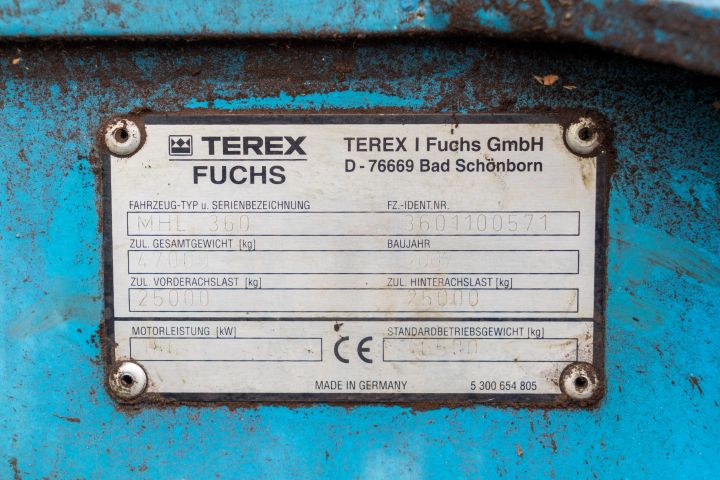 TEREX
FUCHS
TEREX I Fuchs GmbH
D - 76669 Bad Schönborn
FAHRZEUG-TYP u. SERIENBEZEICHNUNG
FZ.-IDENT.NR.
MHL 360
3601100571
ZUL. GESAMTGEWICHT [kg]
BAUJAHR
ZUL. VORDERACHSLAST [kg]
ZUL. HINTERACHSLAST [kg]
25000
25000
MOTORLEISTUNG [kW]
CE
STANDARDBETRIEBSGEWICHT [kg]
MADE IN GERMANY
5 300 654 805